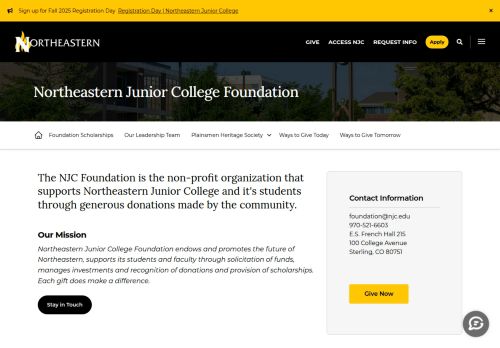 Sign up for Fall 2025 Registration Day Registration Day | Northeastern Junior College
×
NORTHEASTERN
GIVE ACCESS NJC REQUEST INFO Apply
Northeastern Junior College Foundation
Foundation Scholarships Our Leadership Team Plainsmen Heritage Society Ways to Give Today Ways to Give Tomorrow
The NJC Foundation is the non-profit organization that
supports Northeastern Junior College and it's students
through generous donations made by the community.
Our Mission
Northeastern Junior College Foundation endows and promotes the future of
Northeastern, supports its students and faculty through solicitation of funds,
manages investments and recognition of donations and provision of scholarships.
Each gift does make a difference.
Stay in Touch
Contact Information
foundation@njc.edu
970-521-6603
E.S. French Hall 215
100 College Avenue
Sterling, CO 80751
Give Now